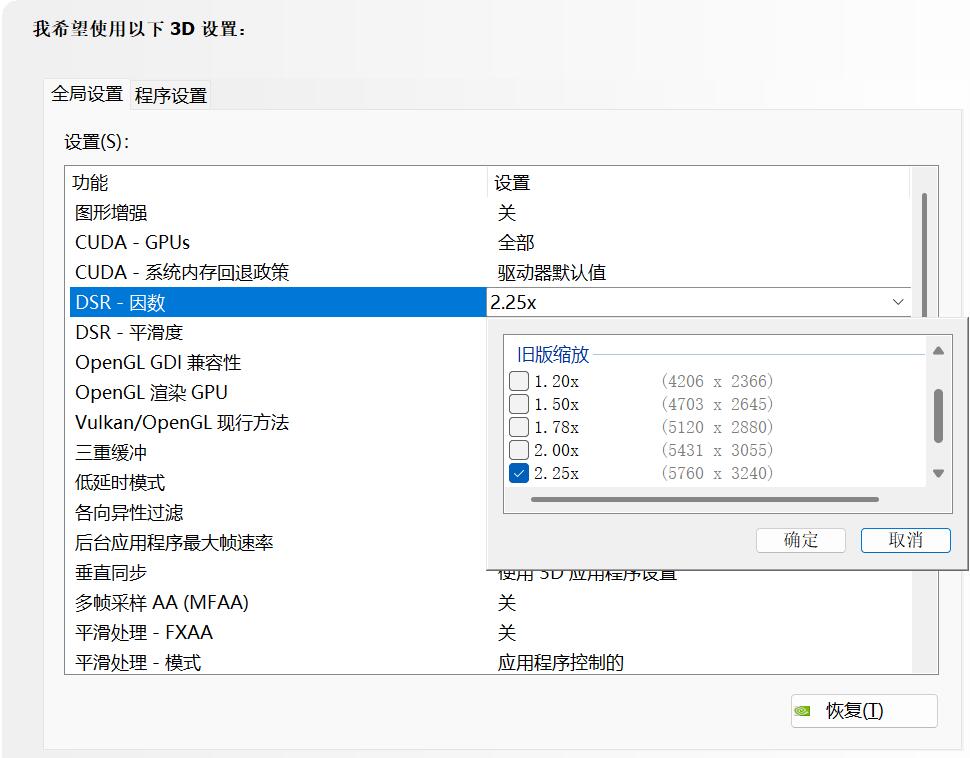 我希望使用以下 3D 设置:
全局设置 程序设置
设置(S):
功能 设置
图形增强 关
CUDA - GPUs 全部
CUDA - 系统内存回退政策 驱动器默认值
DSR - 因数 2.25x
DSR - 平滑度
OpenGL GDI 兼容性
OpenGL 渲染 GPU
Vulkan/OpenGL 现行方法
三重缓冲
低延时模式
各向异性过滤
后台应用程序最大帧速率
垂直同步 使用 3D 应用程序设置
多帧采样 AA (MFAA) 关
平滑处理 - FXAA 关
平滑处理 - 模式 应用程序控制的
旧版缩放
1.20x (4206 x 2366)
1.50x (4703 x 2645)
1.78x (5120 x 2880)
2.00x (5431 x 3055)
2.25x (5760 x 3240)
确定 取消
恢复(T)